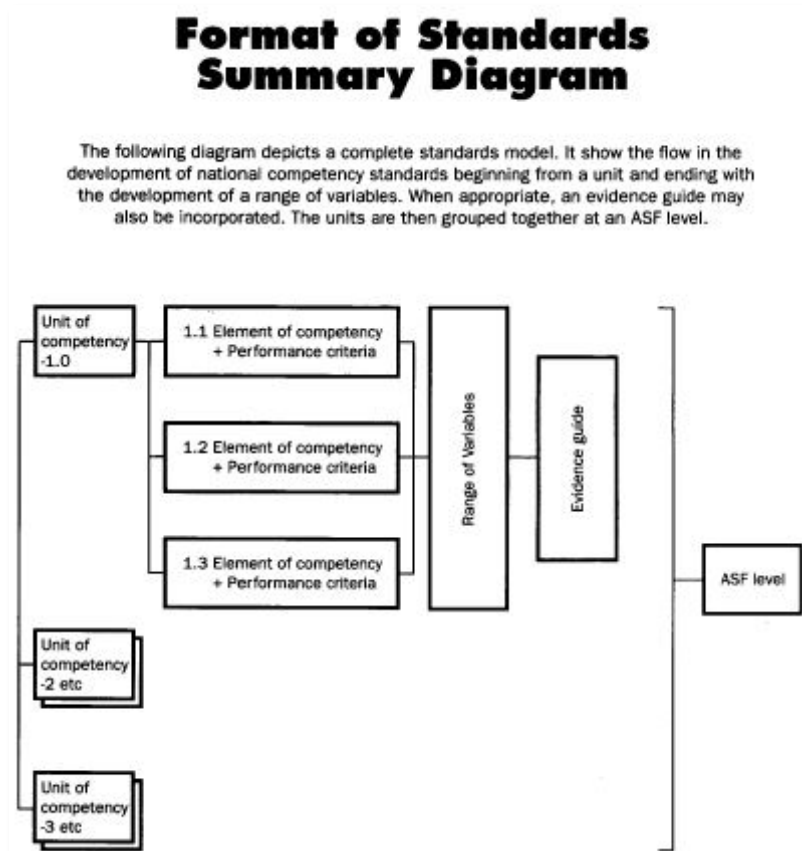 Format of Standards
Summary Diagram
The following diagram depicts a complete standards model. It show the flow in the
development of national competency standards beginning from a unit and ending with
the development of a range of variables. When appropriate, an evidence guide may
also be incorporated. The units are then grouped together at an ASF level.
Unit of
competency
-1.0
1.1 Element of competency
+ Performance criteria
1.2 Element of competency
+ Performance criteria
1.3 Element of competency
+ Performance criteria
Range of Variables
Evidence guide
ASF level
Unit of
competency
-2 etc
Unit of
competency
-3 etc